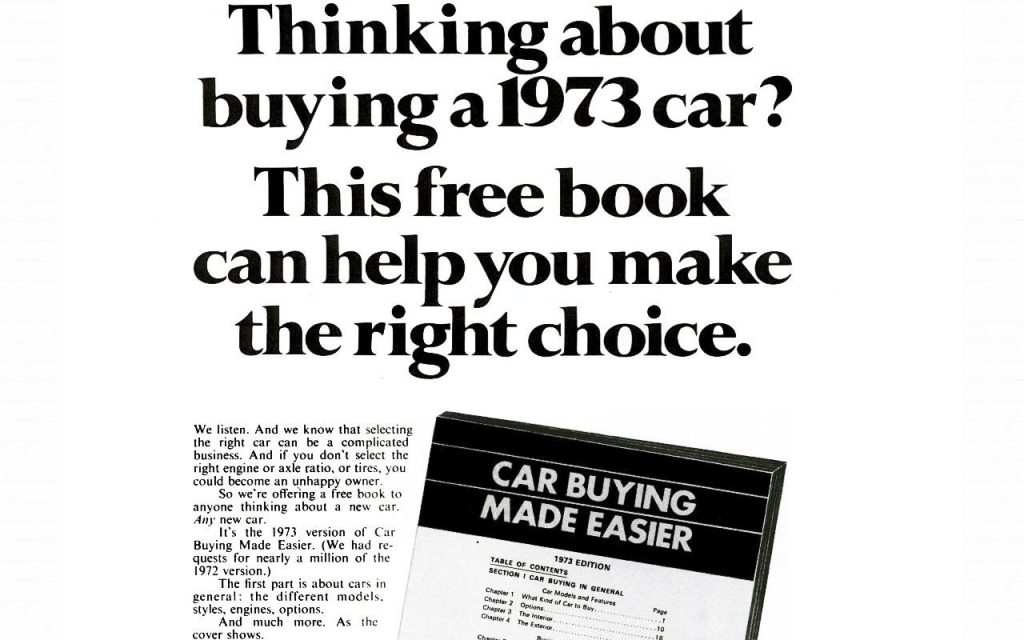 Thinking about
buying a 1973 car?
This free book
can help you make
the right choice.
We listen. And we know that selecting
the right car can be a complicated
business. And if you don't select the
right engine or axle ratio, or tires, you
could become an unhappy owner.
So we're offering a free book to
anyone thinking about a new car.
Any new car.
It's the 1973 version of Car
Buying Made Easier. (We had re-
quests for nearly a million of the
1972 version.)
The first part is about cars in
general: the different models,
styles, engines, options.
And much more. As the
cover shows.
CAR BUYING
MADE EASIER
1973 EDITION
TABLE OF CONTENTS
SECTION I CAR BUYING IN GENERAL
Car Models and Features
Page
Chapter 1 What Kind of Car to Buy.....1
Chapter 2 Options.....10
Chapter 3 The Interior.....18
Chapter 4 The Exterior